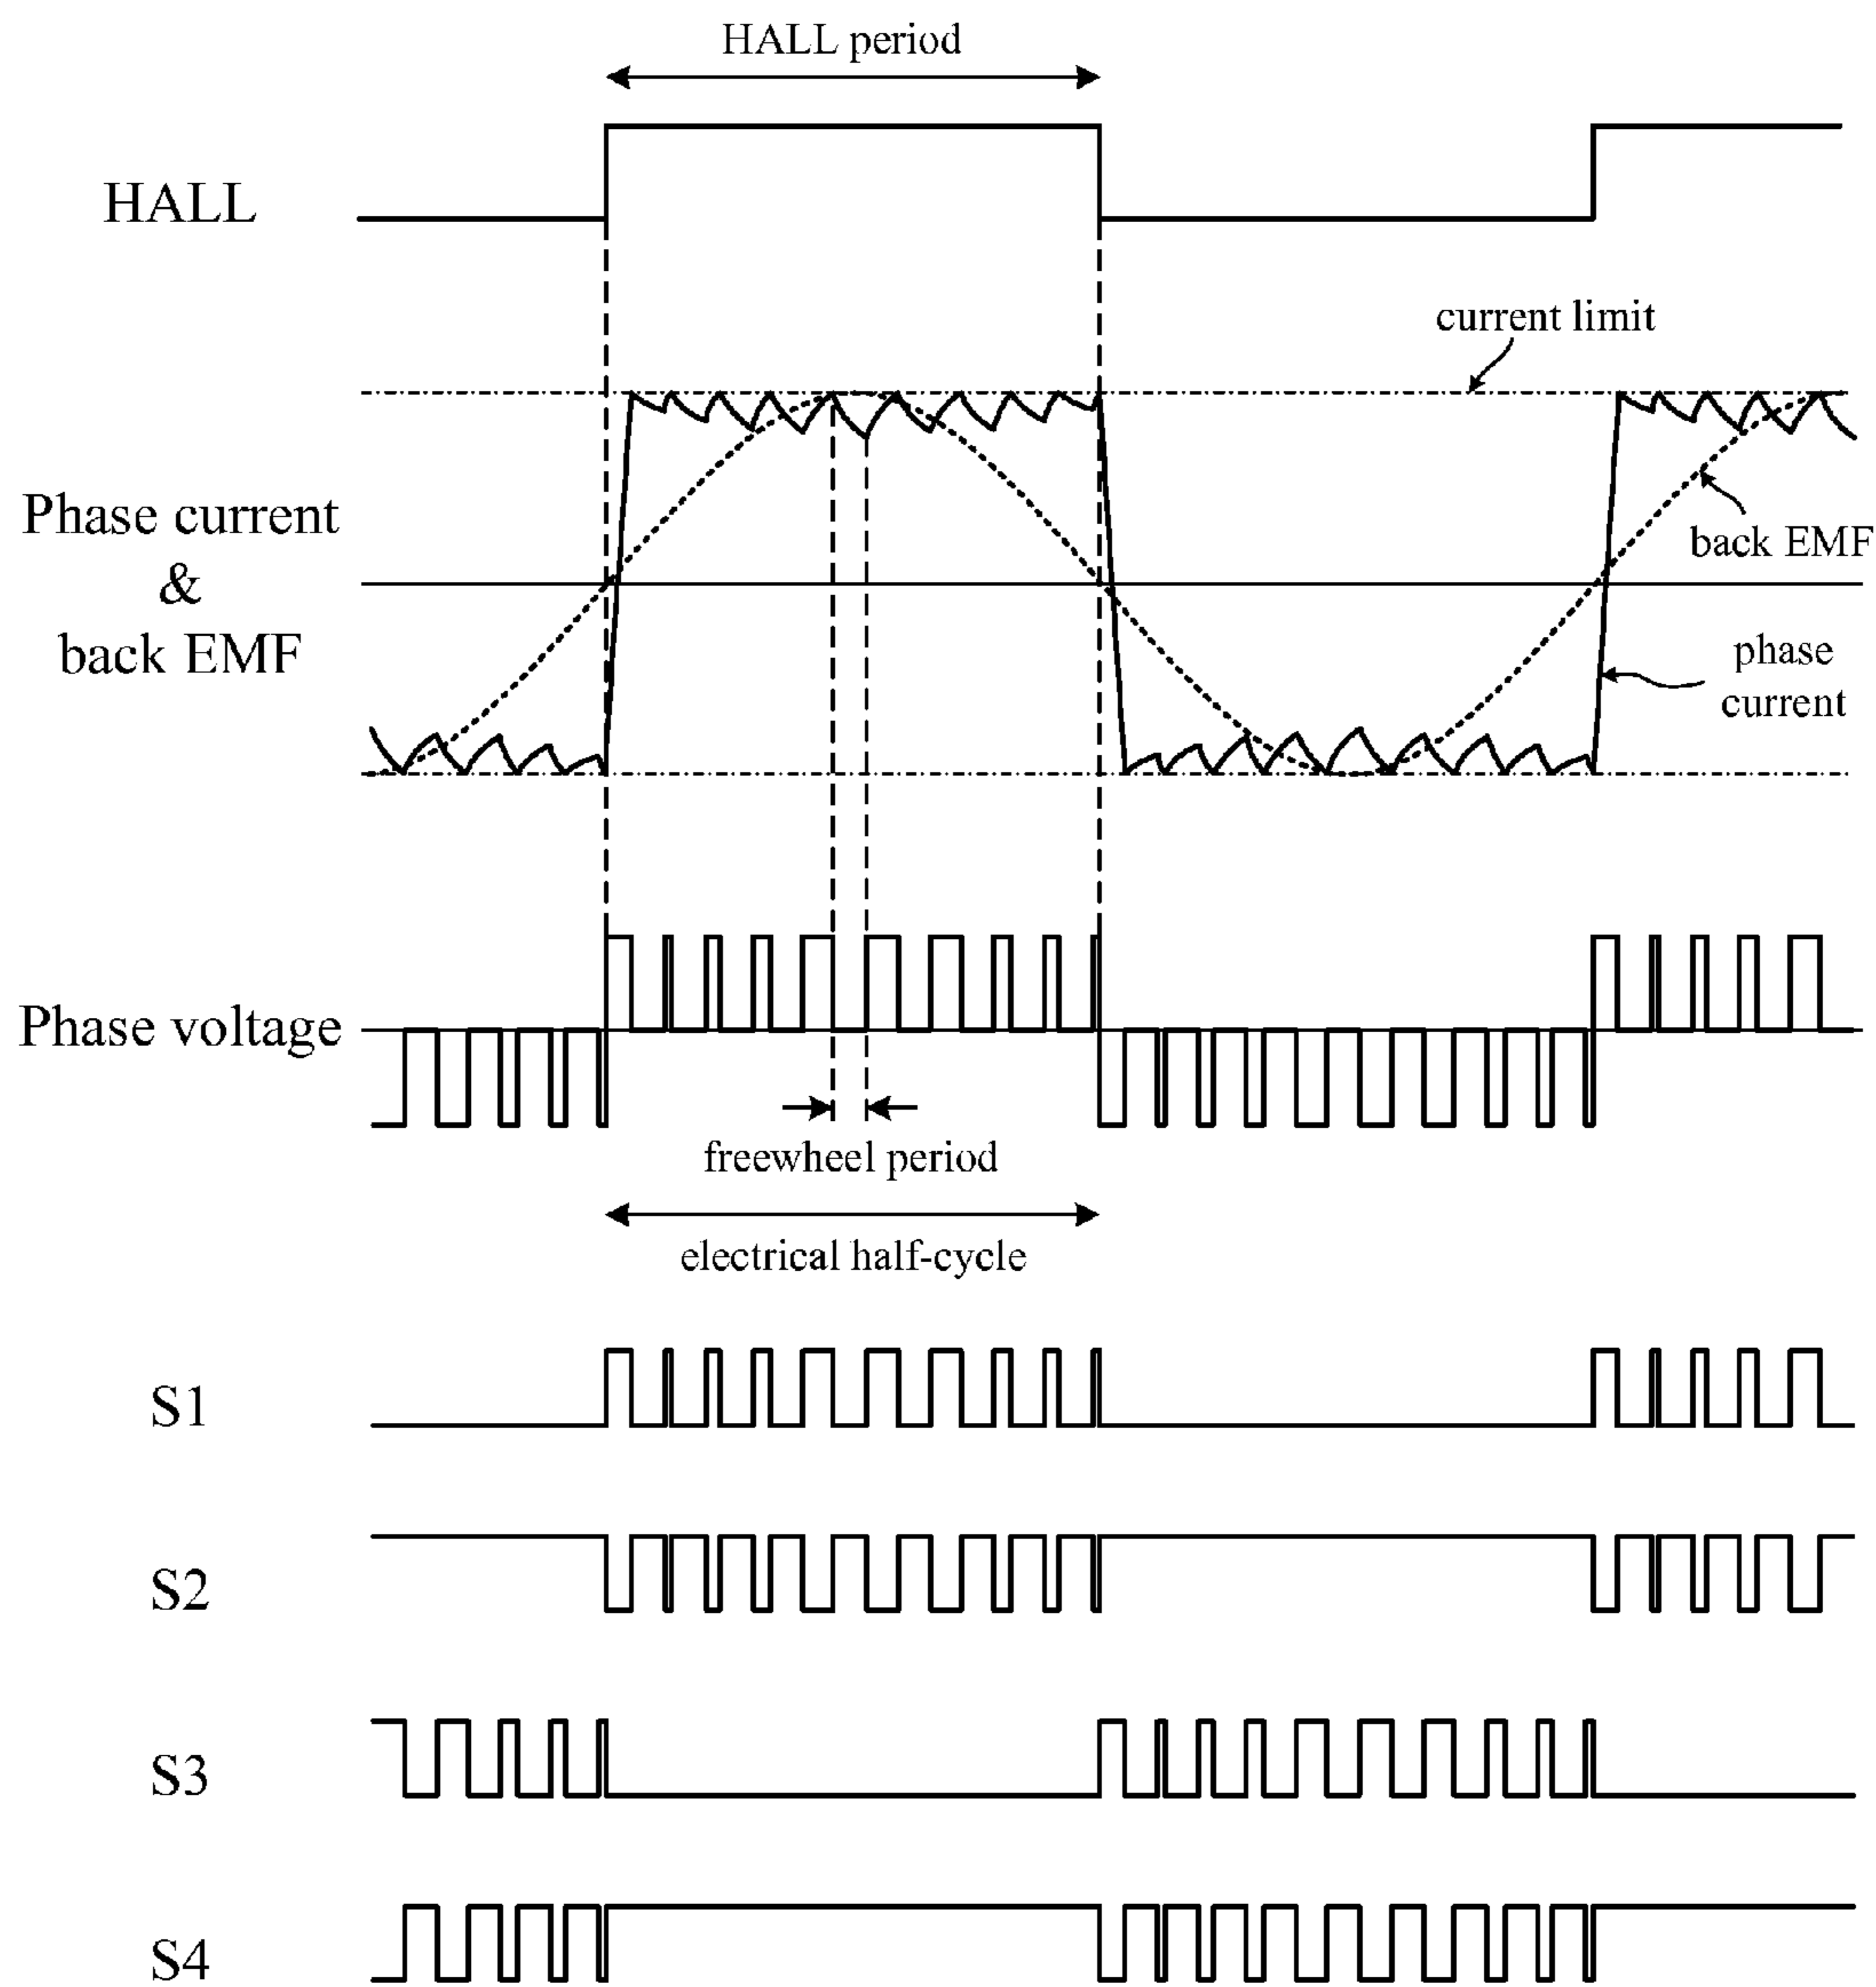 HALL period
HALL
current limit
Phase current
&
back EMF
back EMF
phase
current
Phase voltage
freewheel period
electrical half-cycle
S1
S2
S3
S4